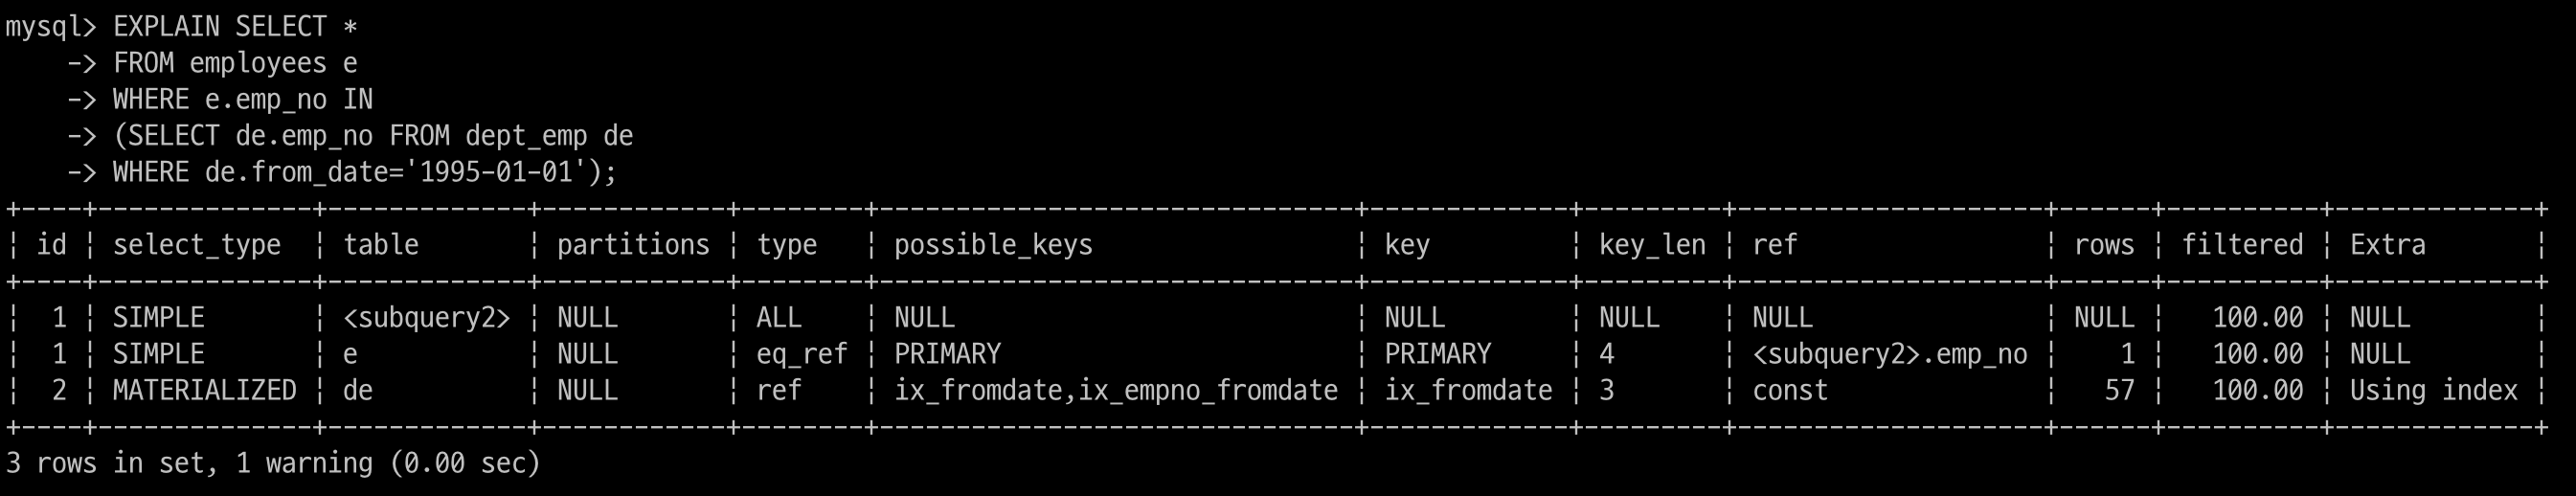 mysql> EXPLAIN SELECT *
    -> FROM employees e
    -> WHERE e.emp_no IN
    -> (SELECT de.emp_no FROM dept_emp de
    -> WHERE de.from_date='1995-01-01');
+----+--------------+-------------+------------+--------+------------------------------+------------+---------+--------------------+------+----------+-------------+
| id | select_type  | table       | partitions | type   | possible_keys                | key        | key_len | ref                | rows | filtered | Extra       |
+----+--------------+-------------+------------+--------+------------------------------+------------+---------+--------------------+------+----------+-------------+
|  1 | SIMPLE       | <subquery2> | NULL       | ALL    | NULL                         | NULL       | NULL    | NULL               | NULL |   100.00 | NULL        |
|  1 | SIMPLE       | e           | NULL       | eq_ref | PRIMARY                      | PRIMARY    | 4       | <subquery2>.emp_no |    1 |   100.00 | NULL        |
|  2 | MATERIALIZED | de          | NULL       | ref    | ix_fromdate,ix_empno_fromdate | ix_fromdate | 3       | const              |   57 |   100.00 | Using index |
+----+--------------+-------------+------------+--------+------------------------------+------------+---------+--------------------+------+----------+-------------+
3 rows in set, 1 warning (0.00 sec)